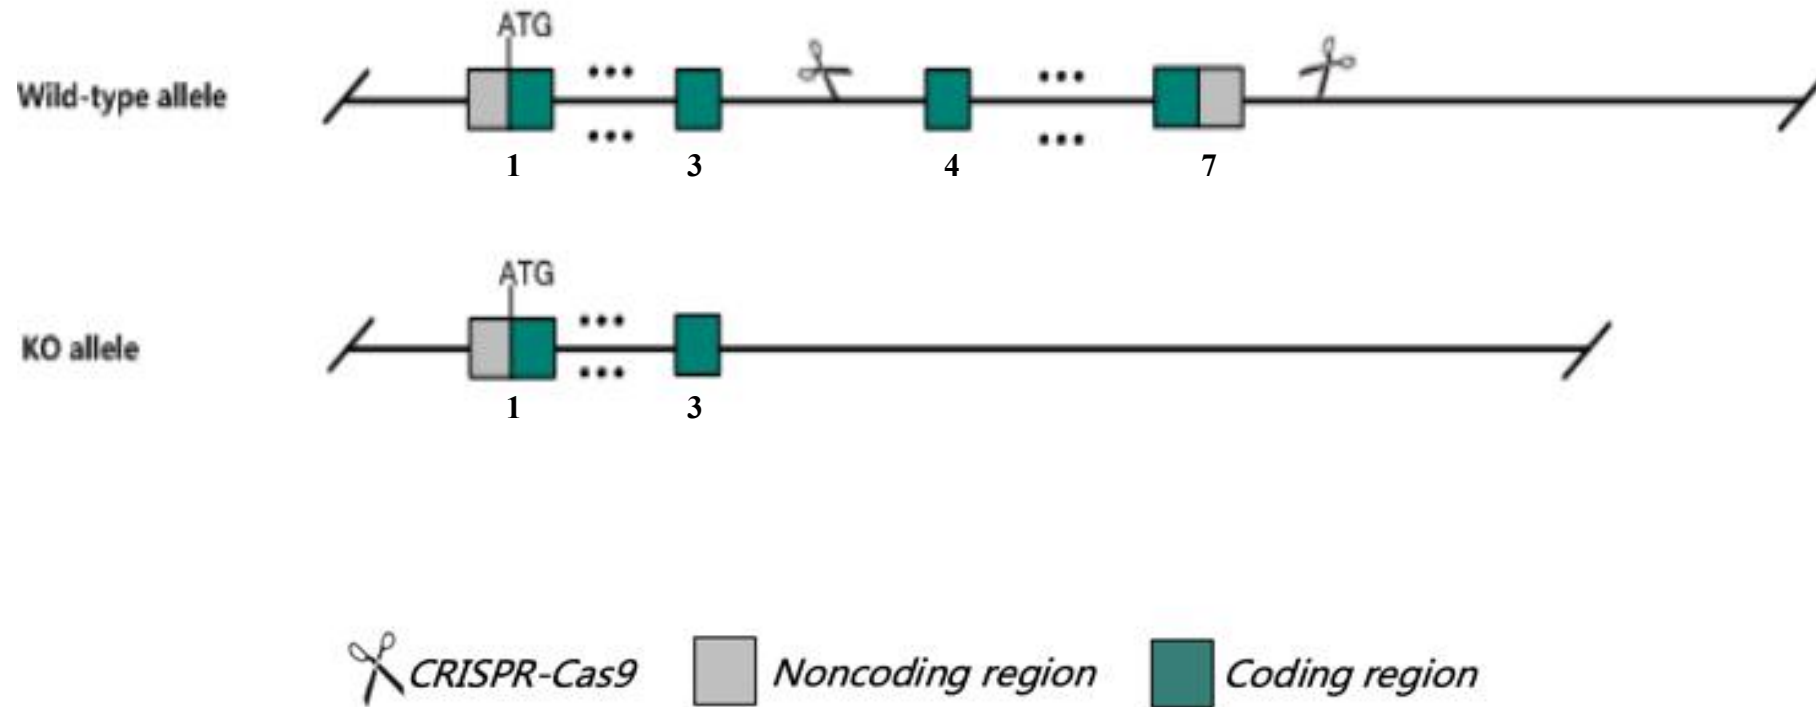 ATG
Wild-type allele
1 3 4 7
ATG
KO allele
1 3
CRISPR-Cas9 Noncoding region Coding region